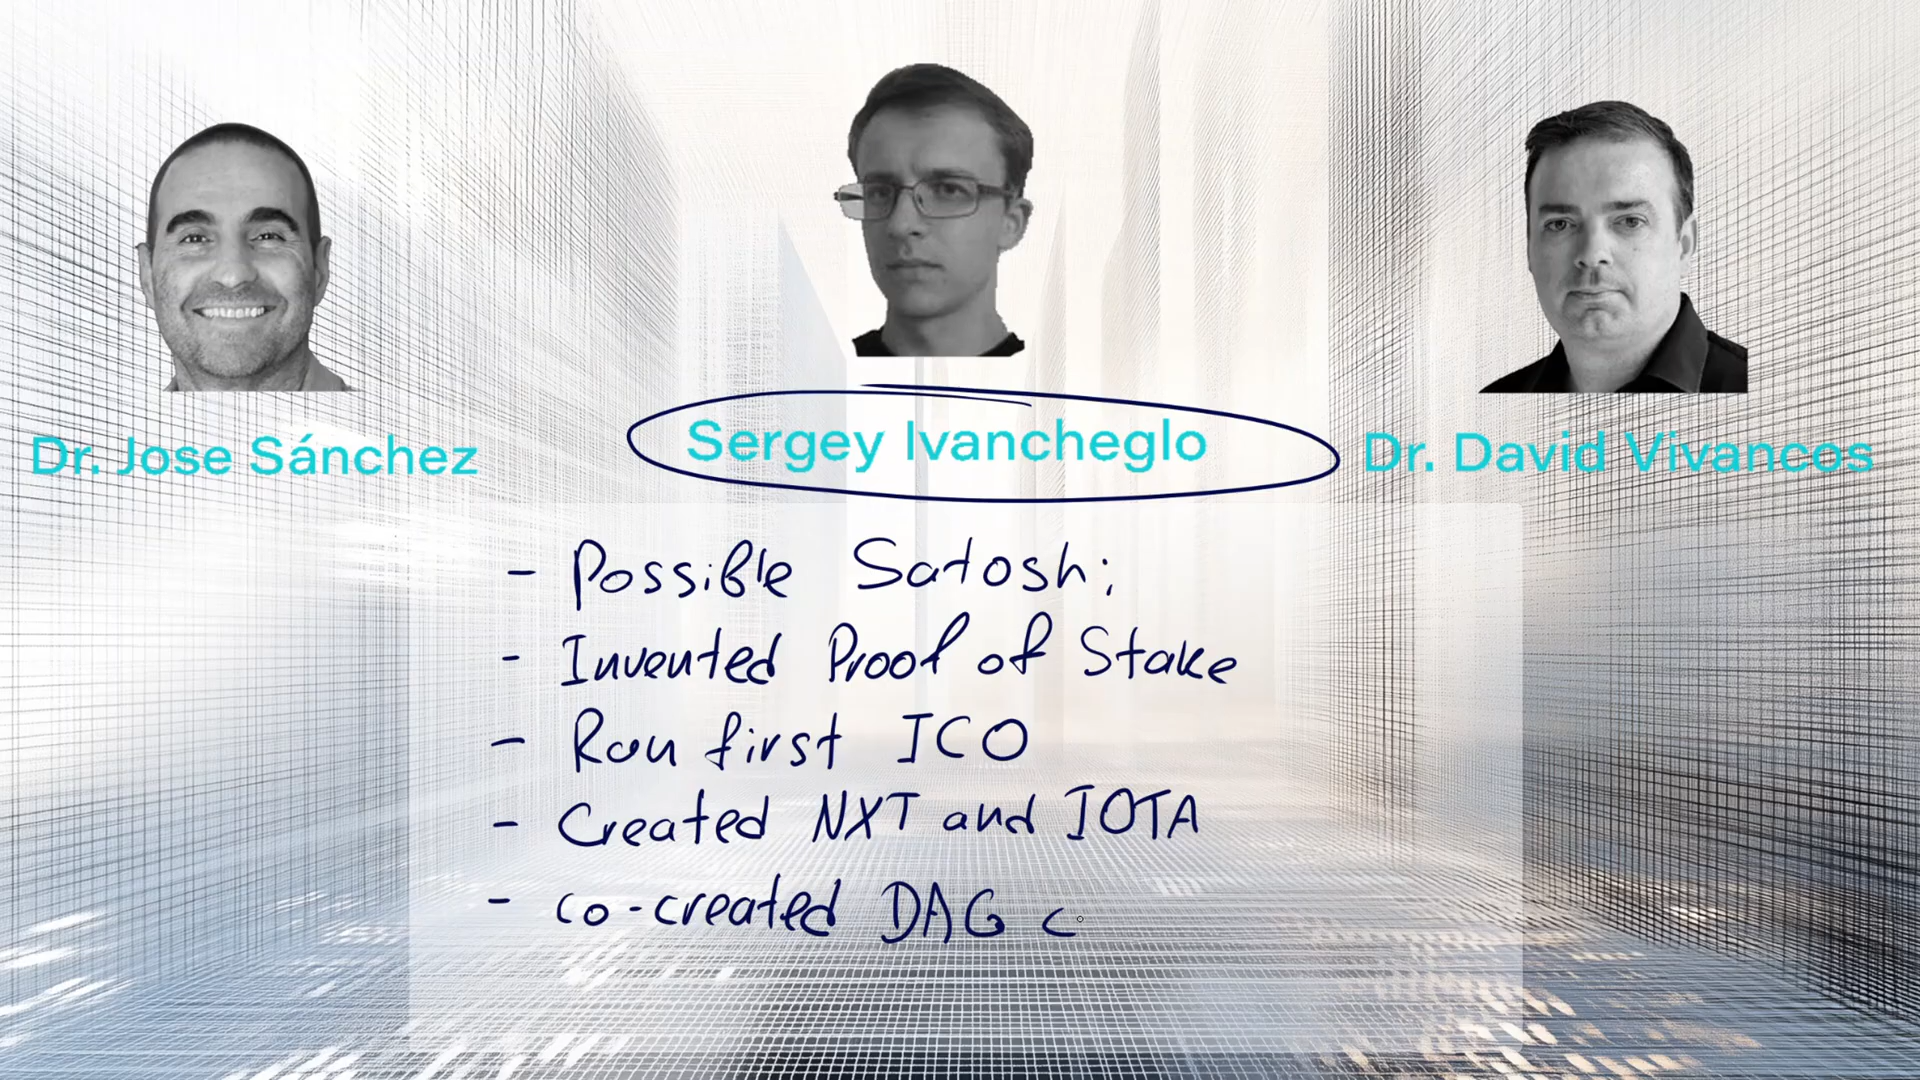 Dr. Jose Sánchez
Sergey Ivancheglo
Dr. David Vivancos
- Possible Satoshi
- Invented Proof of Stake
- Ran first ICO
- Created NXT and IOTA
- co-created DAG c